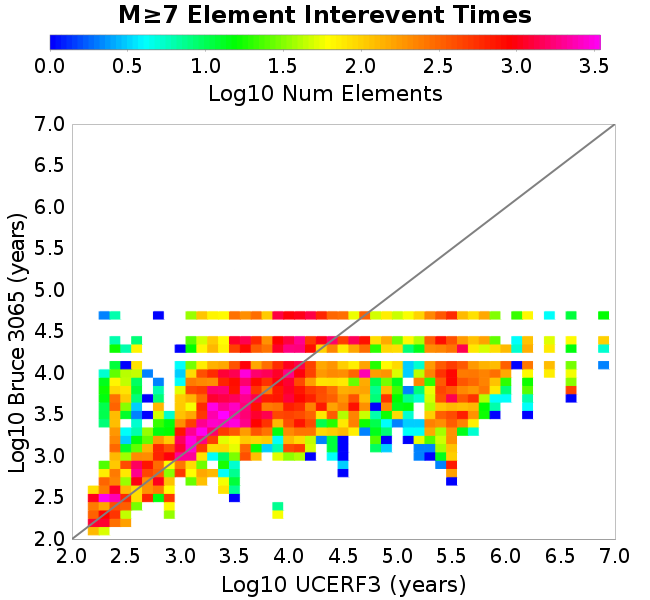 M≥7 Element Interevent Times
0.0 0.5 1.0 1.5 2.0 2.5 3.0 3.5
Log10 Num Elements
7.0
6.5
6.0
5.5
5.0
4.5
4.0
3.5
3.0
2.5
2.0
Log10 Bruce 3065 (years)
2.0 2.5 3.0 3.5 4.0 4.5 5.0 5.5 6.0 6.5 7.0
Log10 UCERF3 (years)